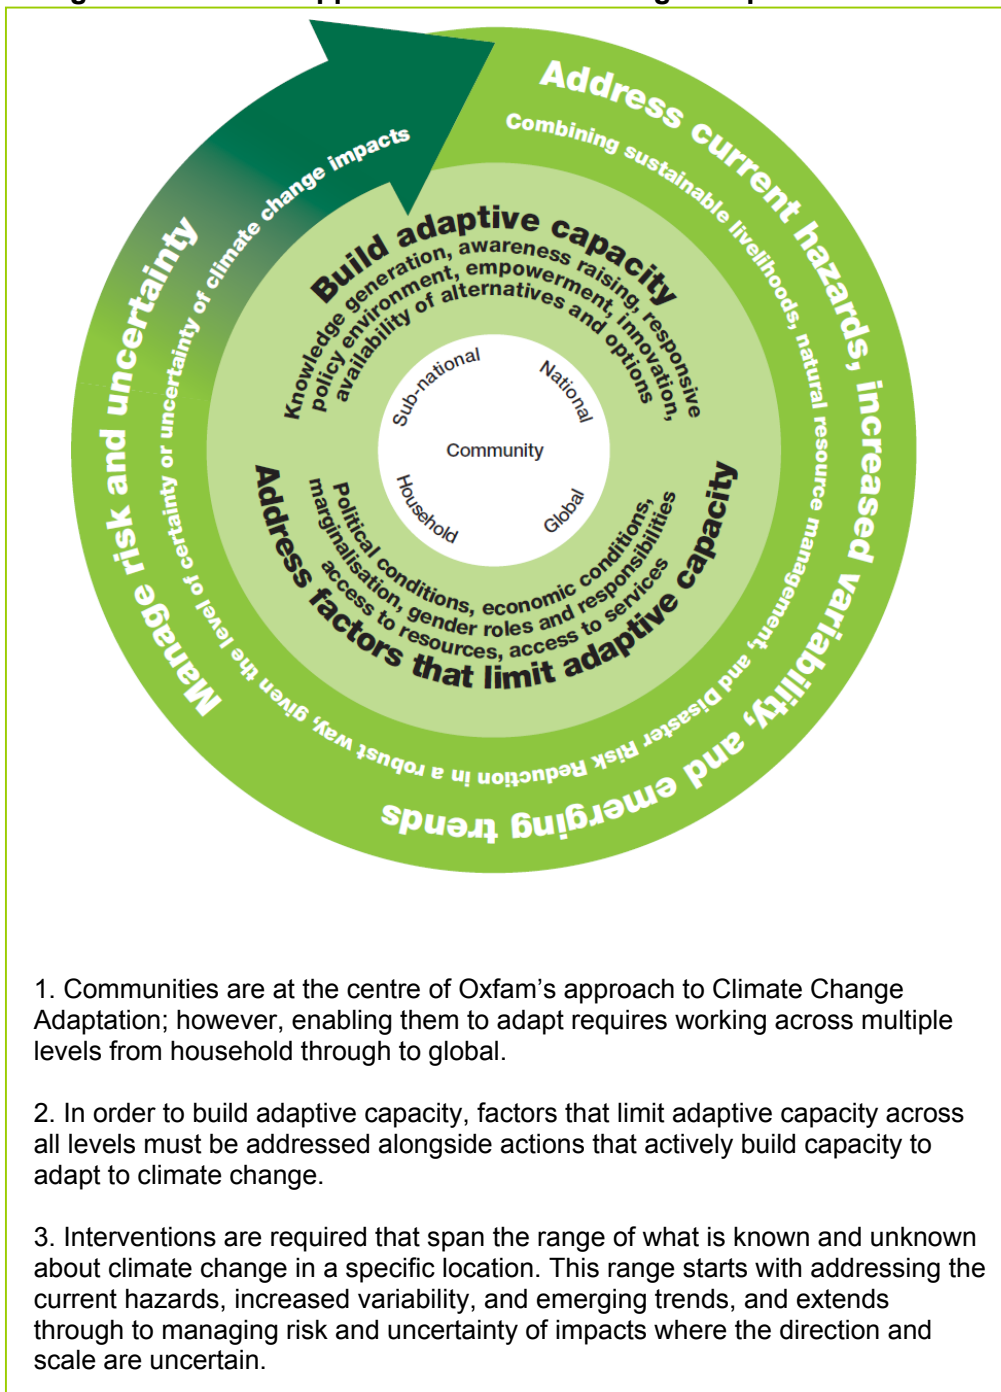 Address current hazards, increased variability, and emerging trends
Manage risk and uncertainty
Combining sustainable livelihoods, natural resource management, and Disaster Risk Reduction in a robust way, given the level of certainty or uncertainty of climate change impacts
Build adaptive capacity
Knowledge generation, awareness raising, responsive
policy environment, empowerment, innovation,
availability of alternatives and options
Sub-national
National
Community
Household
Global
Political conditions, economic conditions,
marginalisation, gender roles and responsibilities
access to resources, access to services
Address factors that limit adaptive capacity
1. Communities are at the centre of Oxfam’s approach to Climate Change
Adaptation; however, enabling them to adapt requires working across multiple
levels from household through to global.
2. In order to build adaptive capacity, factors that limit adaptive capacity across
all levels must be addressed alongside actions that actively build capacity to
adapt to climate change.
3. Interventions are required that span the range of what is known and unknown
about climate change in a specific location. This range starts with addressing the
current hazards, increased variability, and emerging trends, and extends
through to managing risk and uncertainty of impacts where the direction and
scale are uncertain.